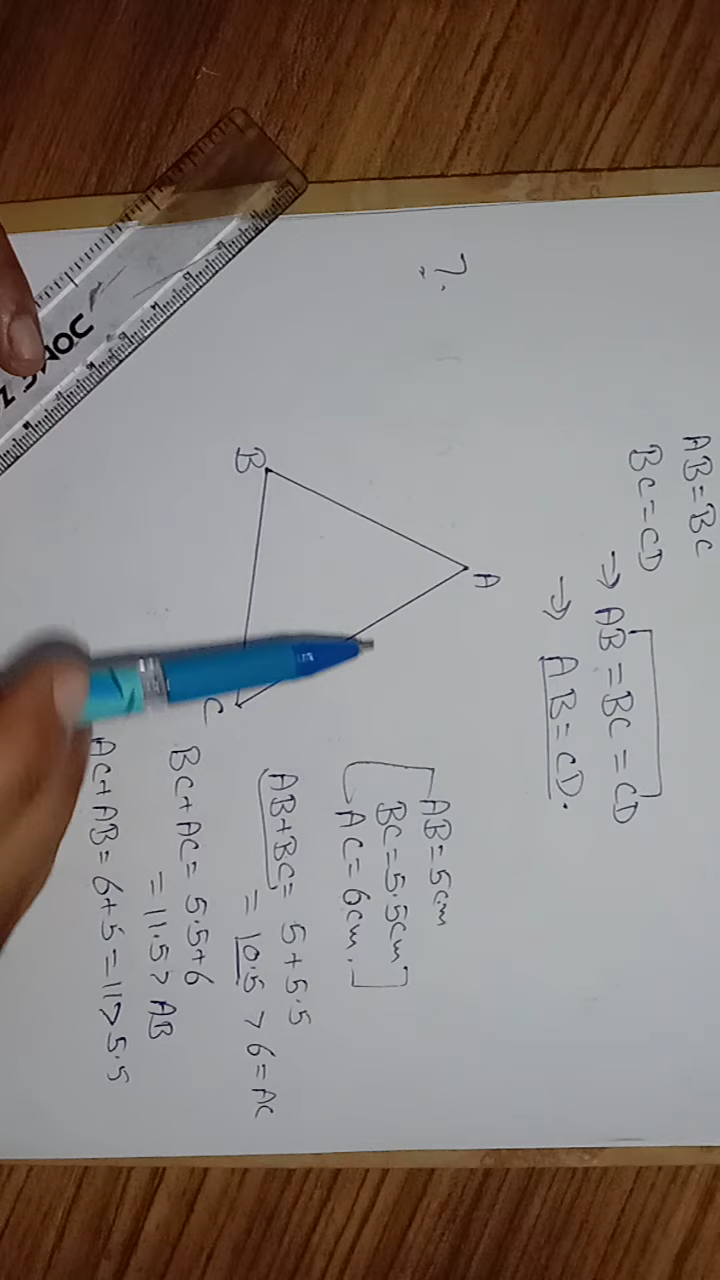 AB = BC
BC = CD
⇒ AB = BC = CD
⇒ AB = CD.
7.
A
B
C
AB = 5cm
BC = 5.5cm
AC = 6cm.
AB + BC = 5 + 5.5
= 10.5 > 6 = AC
BC + AC = 5.5 + 6
= 11.5 > AB
AC + AB = 6 + 5 = 11 > 5.5